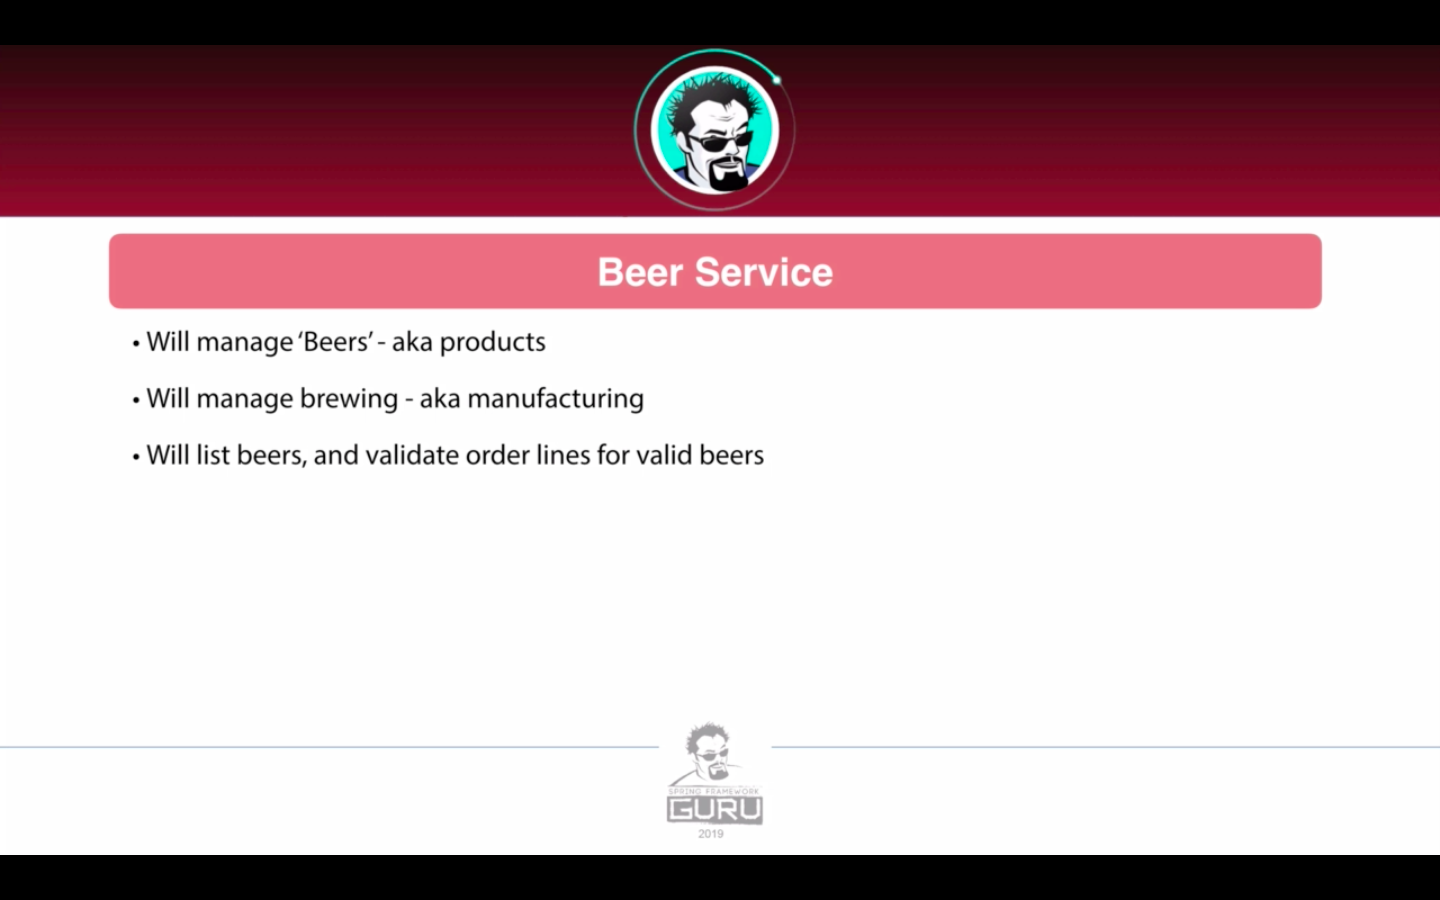 Beer Service
• Will manage ‘Beers’ - aka products
• Will manage brewing - aka manufacturing
• Will list beers, and validate order lines for valid beers
SPRING FRAMEWORK
GURU
2019